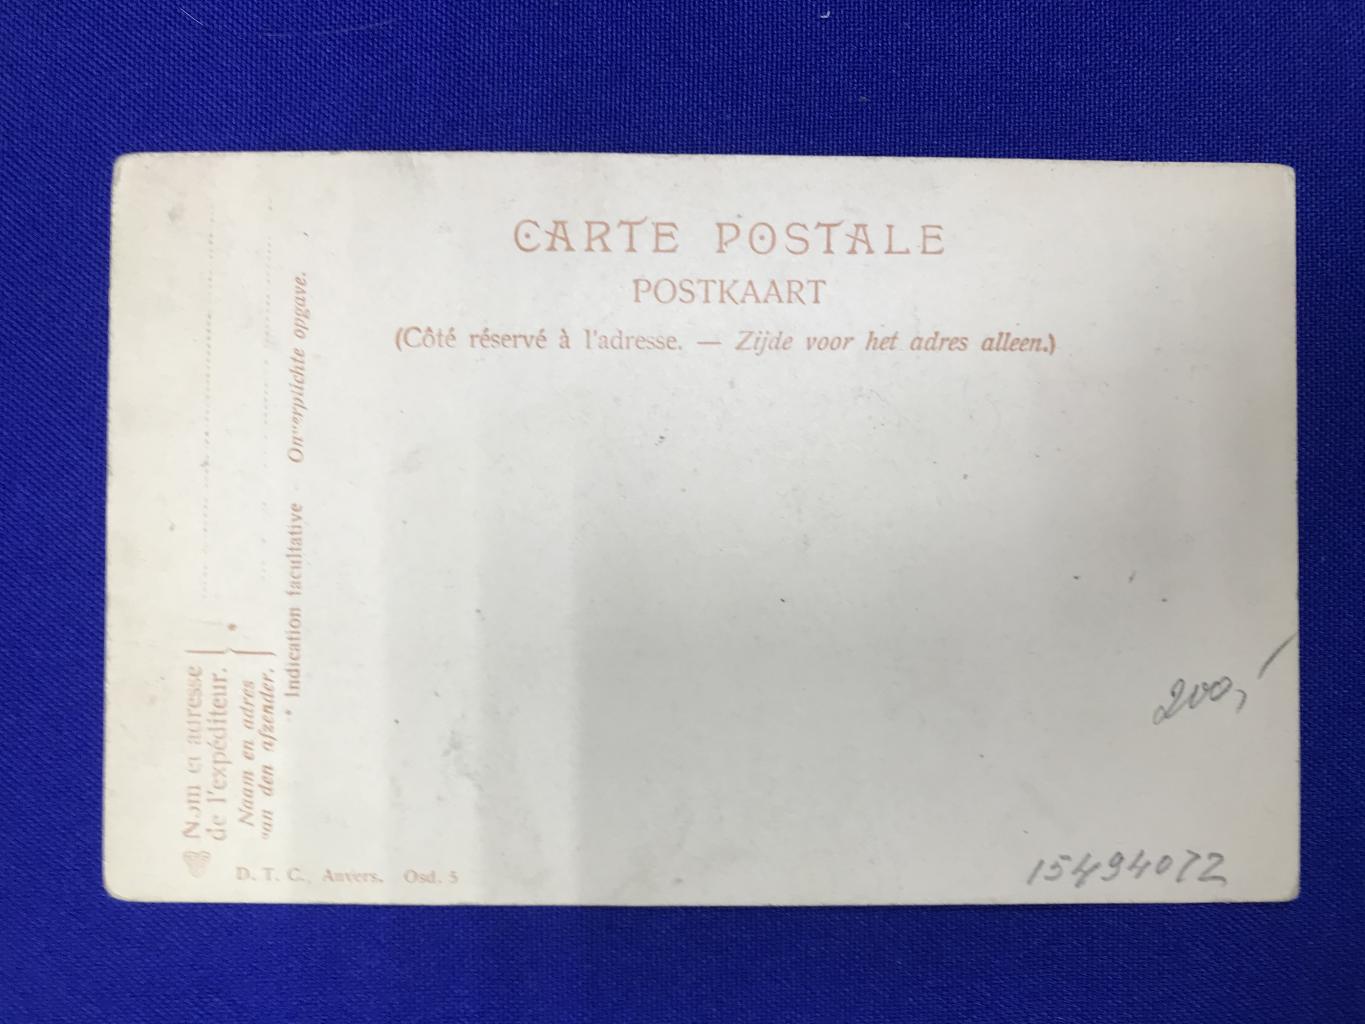 CARTE POSTALE
POSTKAART
(Côté réservé à l'adresse. — Zijde voor het adres alleen.)
Nom et adresse
de l'expéditeur.
Naam en adres
van den afzender.
*
* Indication facultative Onverplichte opgave.
D. T. C., Anvers. Osd. 5
200,-
15494072